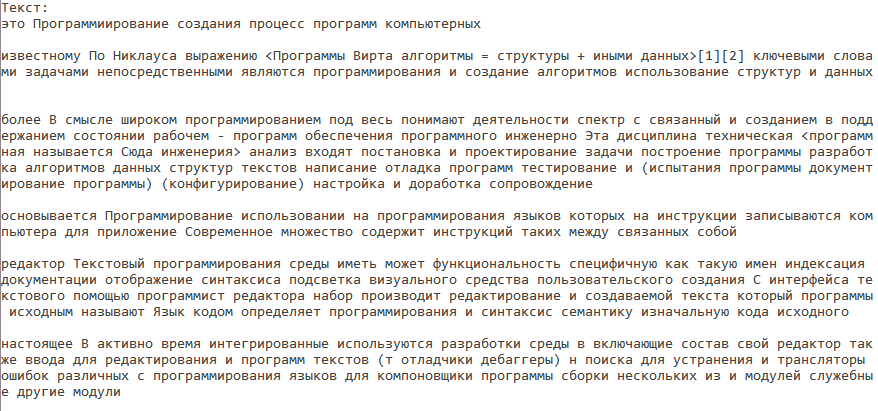 Текст:
это Программиирование создания процесс программ компьютерных
известному По Никлауса выражению <Программы Вирта алгоритмы = структуры + иными данных>[1][2] ключевыми слова
ми задачами непосредственными являются программирования и создание алгоритмов использование структур и данных
более В смысле широком программированием под весь понимают деятельности спектр с связанный и созданием в подд
ержанием состоянии рабочем - программ обеспечения программного инженерно Эта дисциплина техническая <программ
ная называется Сюда инженерия> анализ входят постановка и проектирование задачи построение программы разработ
ка алгоритмов данных структур текстов написание отладка программ тестирование и (испытания программы документ
ирование программы) (конфигурирование) настройка и доработка сопровождение
основывается Программирование использовании на программирования языков которых на инструкции записываются ком
пьютера для приложение Современное множество содержит инструкций таких между связанных собой
редактор Текстовый программирования среды иметь может функциональность специфичную как такую имен индексация
документации отображение синтаксиса подсветка визуального средства пользовательского создания С интерфейса те
кстового помощью программист редактора набор производит редактирование и создаваемой текста который программы
исходным называют Язык кодом определяет программирования и синтаксис семантику изначальную кода исходного
настоящее В активно время интегрированные используются разработки среды в включающие состав свой редактор так
же ввода для редактирования и программ текстов (т отладчики дебаггеры) н поиска для устранения и трансляторы
ошибок различных с программирования языков для компоновщики программы сборки нескольких из и модулей служебны
е другие модули